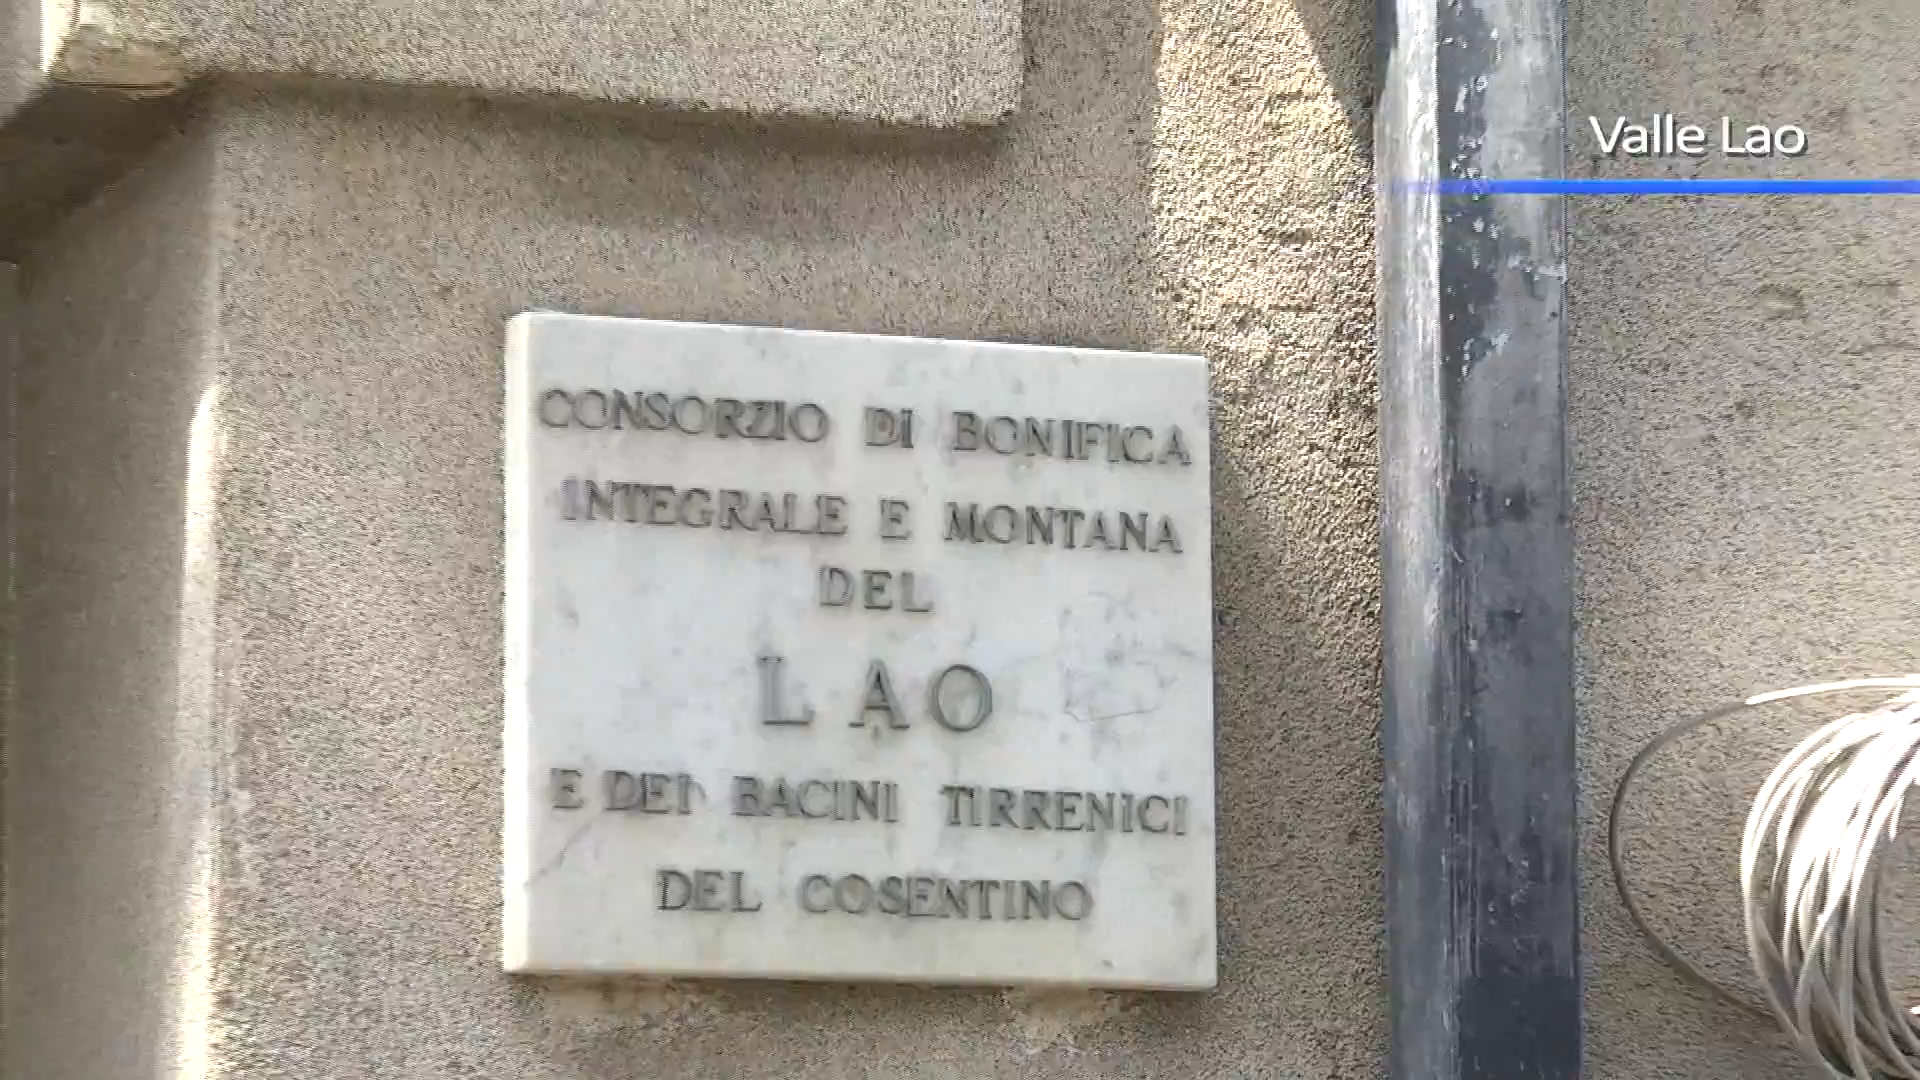 Valle Lao
CONSORZIO DI BONIFICA
INTEGRALE E MONTANA
DEL
LAO
E DEI BACINI TIRRENICI
DEL COSENTINO